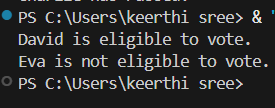 PS C:\Users\keerthi sree> & '
David is eligible to vote.
Eva is not eligible to vote.
PS C:\Users\keerthi sree>